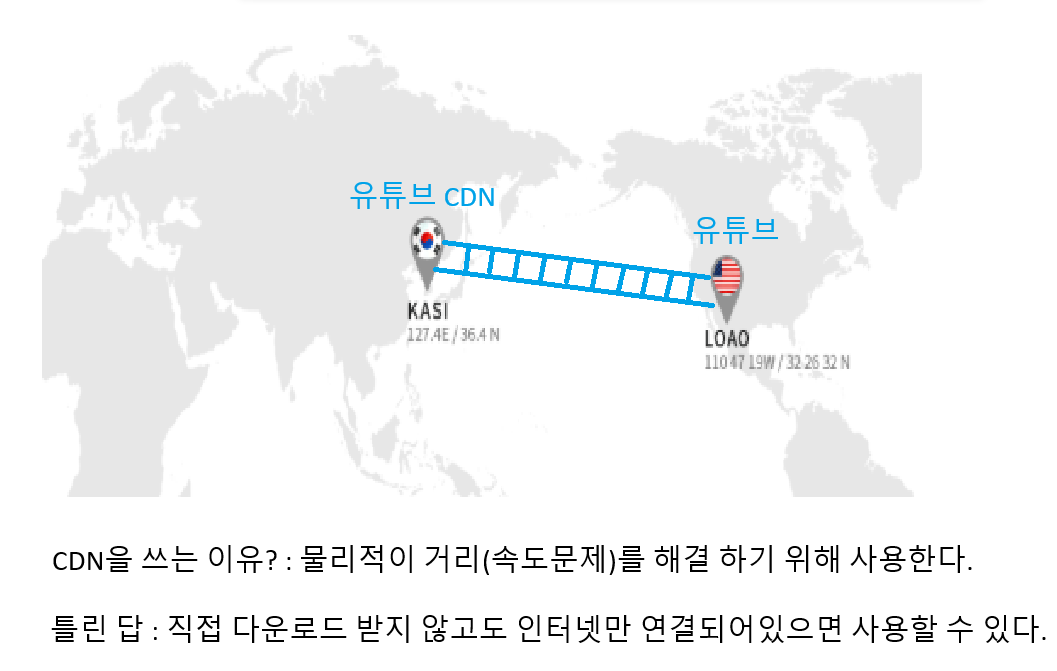 유튜브 CDN
유튜브
KASI
127.4E / 36.4 N
LOAO
110 47 19W / 32 26 32 N
CDN을 쓰는 이유? : 물리적이 거리(속도문제)를 해결 하기 위해 사용한다.
틀린 답 : 직접 다운로드 받지 않고도 인터넷만 연결되어있으면 사용할 수 있다.